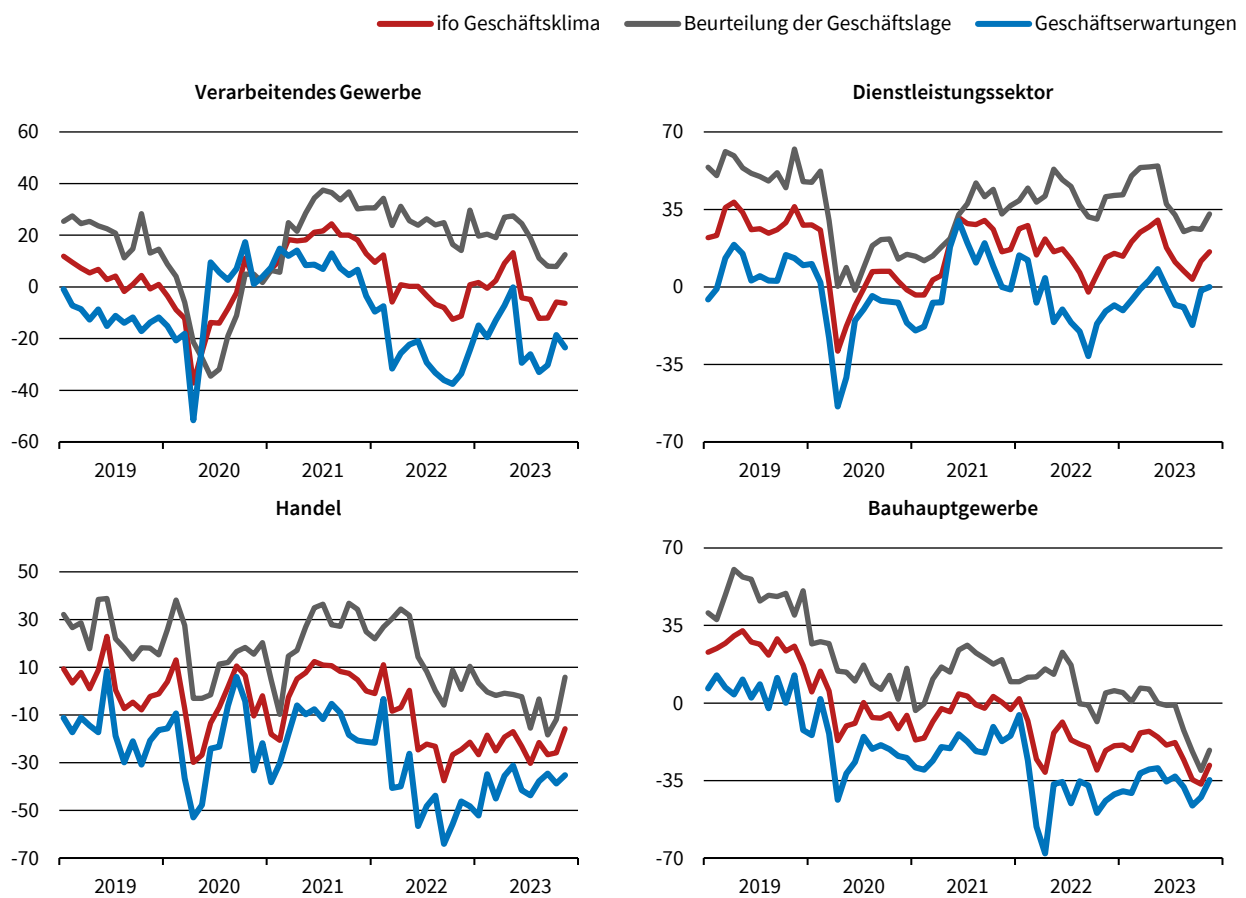 ifo Geschäftsklima Beurteilung der Geschäftslage Geschäftserwartungen
Verarbeitendes Gewerbe
60
40
20
0
-20
-40
-60
2019 2020 2021 2022 2023
Dienstleistungssektor
70
35
0
-35
-70
2019 2020 2021 2022 2023
Handel
50
30
10
-10
-30
-50
-70
2019 2020 2021 2022 2023
Bauhauptgewerbe
70
35
0
-35
-70
2019 2020 2021 2022 2023